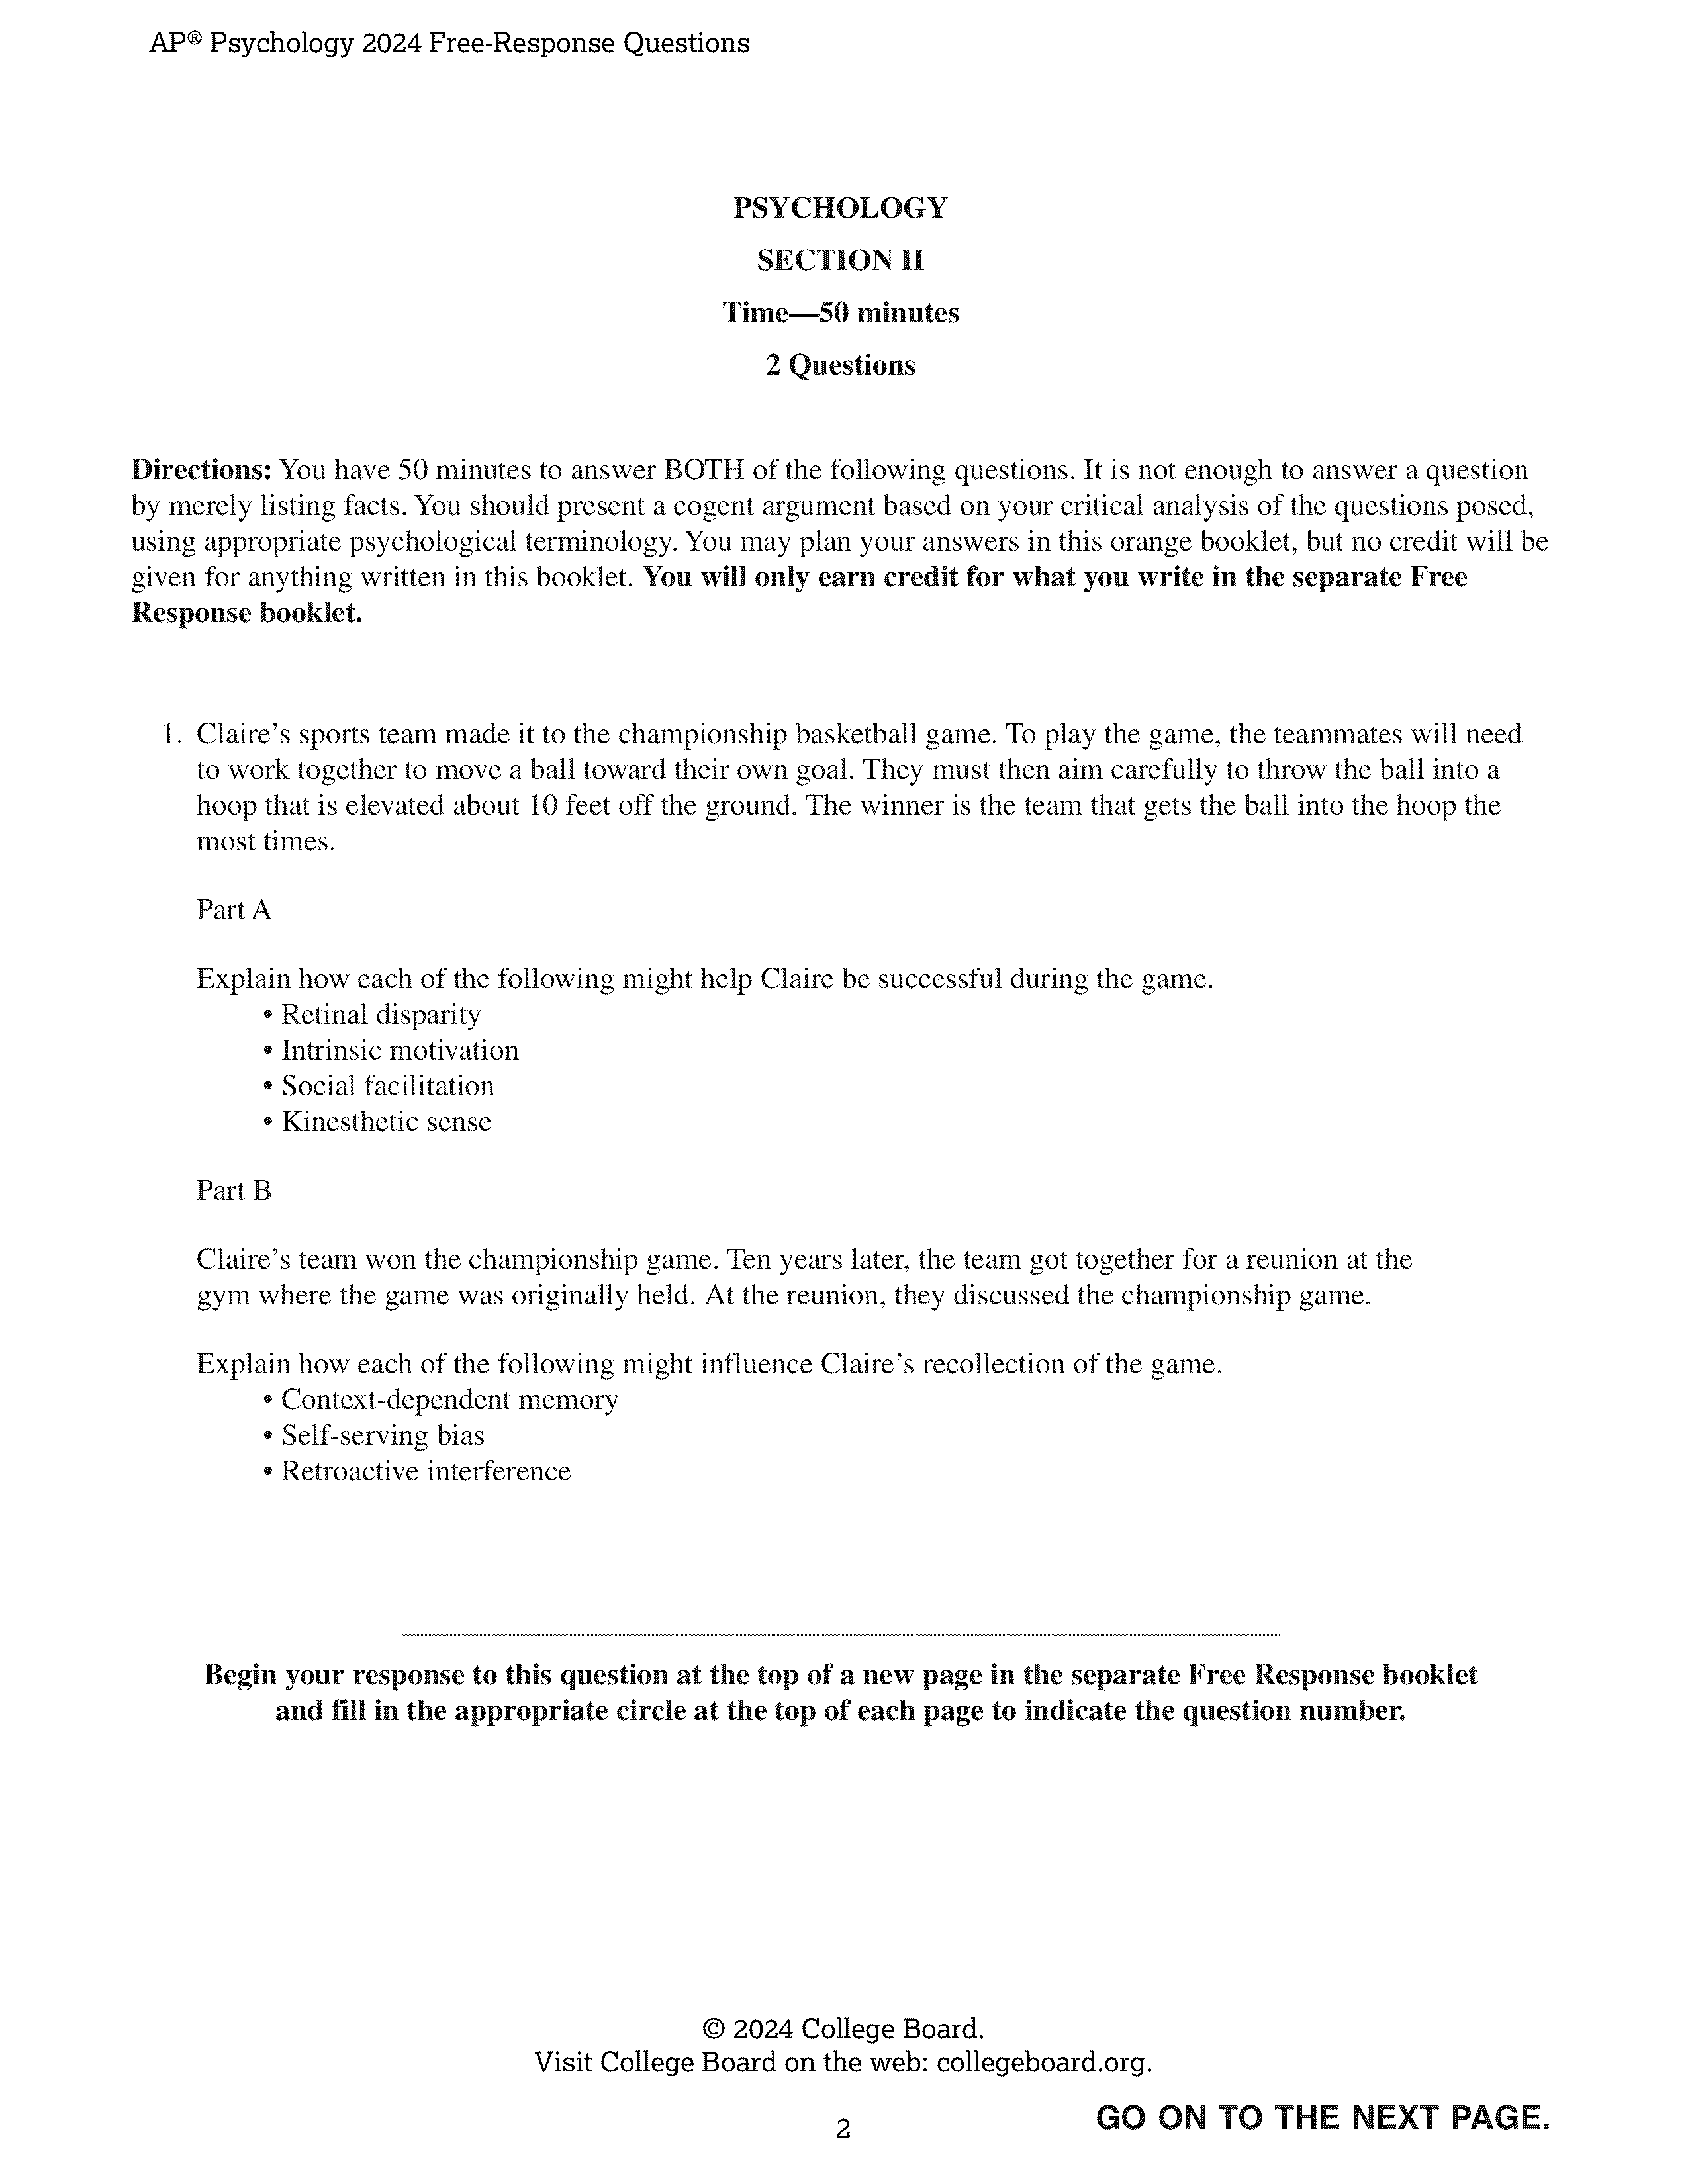 AP® Psychology 2024 Free-Response Questions
PSYCHOLOGY
SECTION II
Time—50 minutes
2 Questions
Directions: You have 50 minutes to answer BOTH of the following questions. It is not enough to answer a question
by merely listing facts. You should present a cogent argument based on your critical analysis of the questions posed,
using appropriate psychological terminology. You may plan your answers in this orange booklet, but no credit will be
given for anything written in this booklet. You will only earn credit for what you write in the separate Free
Response booklet.
1. Claire’s sports team made it to the championship basketball game. To play the game, the teammates will need
to work together to move a ball toward their own goal. They must then aim carefully to throw the ball into a
hoop that is elevated about 10 feet off the ground. The winner is the team that gets the ball into the hoop the
most times.
Part A
Explain how each of the following might help Claire be successful during the game.
• Retinal disparity
• Intrinsic motivation
• Social facilitation
• Kinesthetic sense
Part B
Claire’s team won the championship game. Ten years later, the team got together for a reunion at the
gym where the game was originally held. At the reunion, they discussed the championship game.
Explain how each of the following might influence Claire’s recollection of the game.
• Context-dependent memory
• Self-serving bias
• Retroactive interference
Begin your response to this question at the top of a new page in the separate Free Response booklet
and fill in the appropriate circle at the top of each page to indicate the question number.
© 2024 College Board.
Visit College Board on the web: collegeboard.org.
GO ON TO THE NEXT PAGE.
2